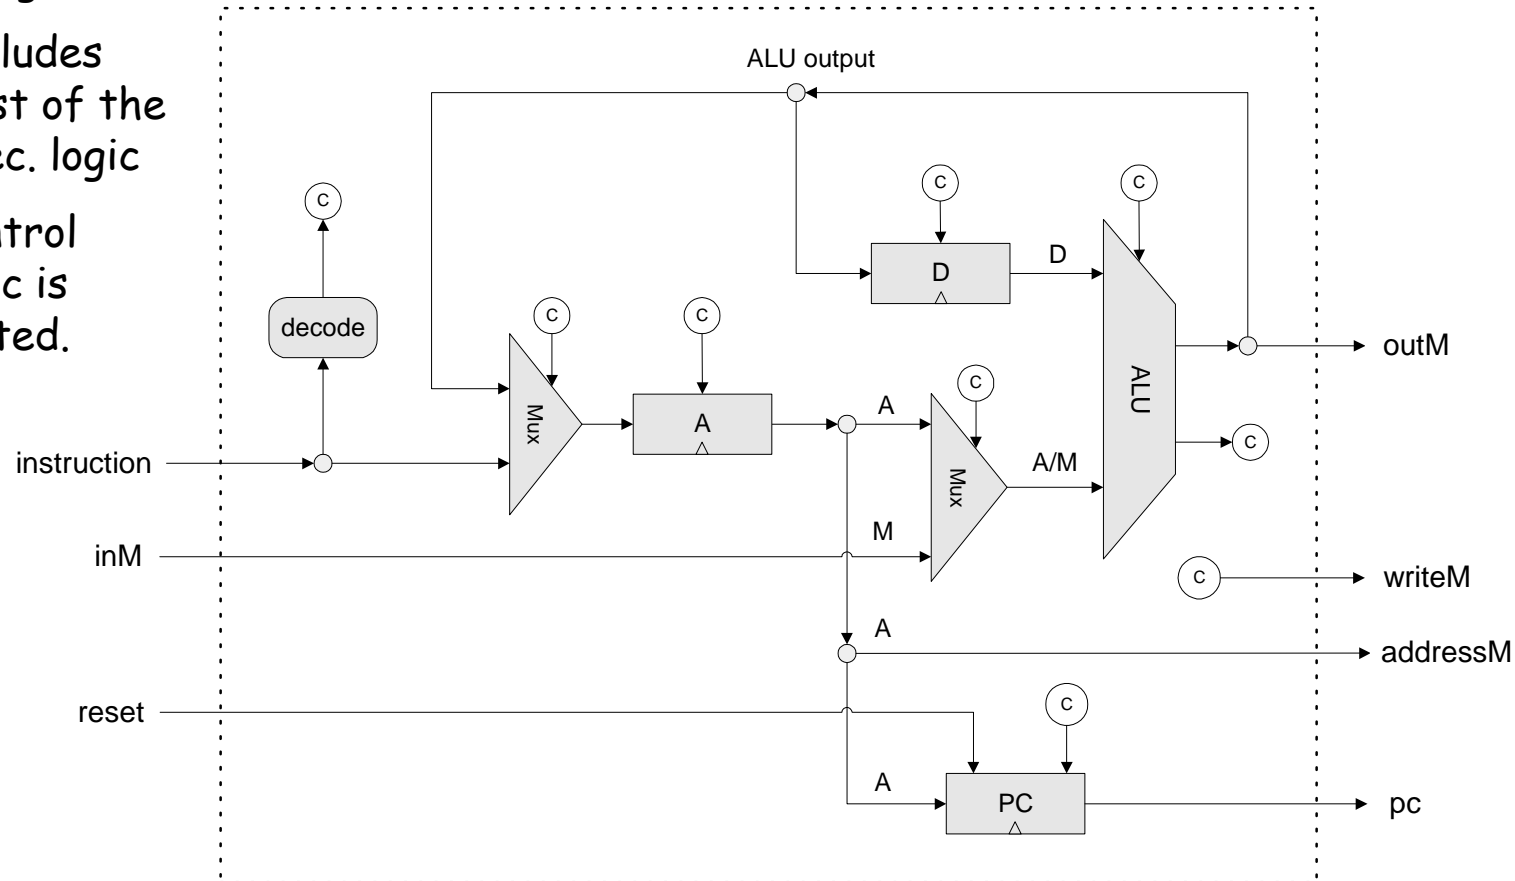 ludes
st of the
ec. logic
trol
c is
ted.
ALU output
C
C
C
D
D
decode
C
C
Mux
A
A
C
Mux
A/M
ALU
outM
C
instruction
inM
M
C
writeM
A
addressM
reset
C
A
PC
pc